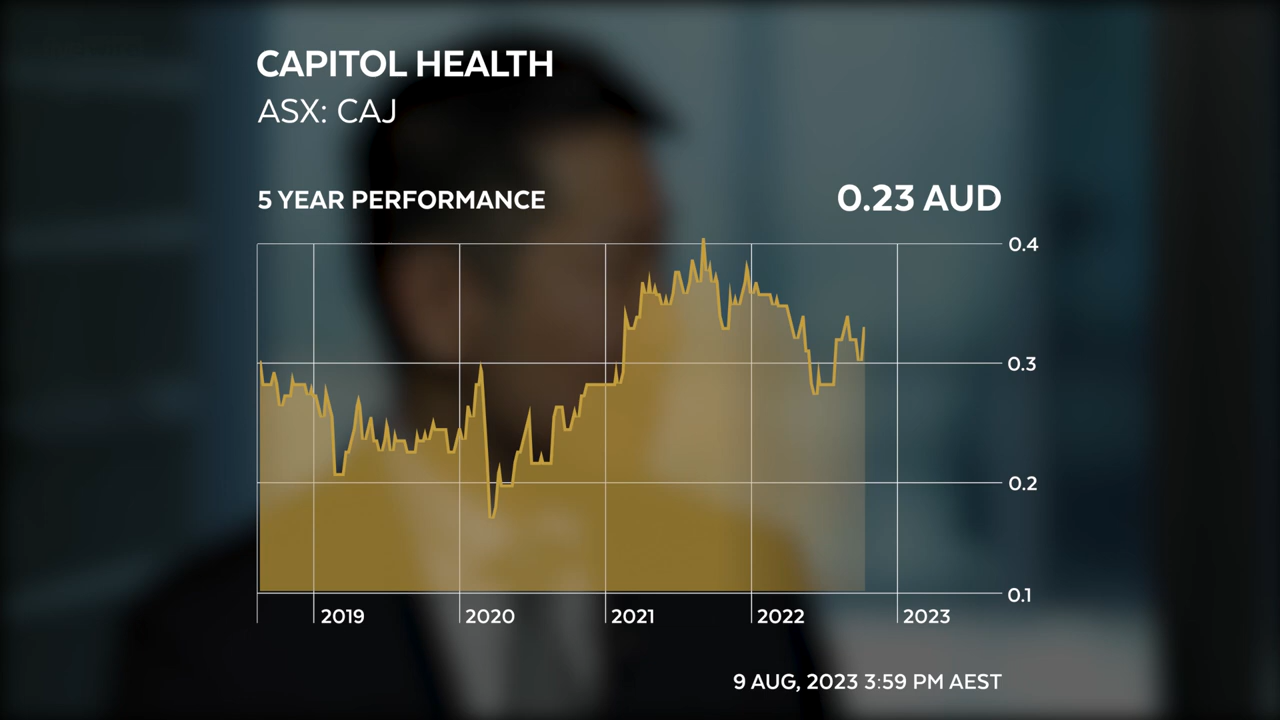 CAPITOL HEALTH
ASX: CAJ
5 YEAR PERFORMANCE
0.23 AUD
0.4
0.3
0.2
0.1
2019 2020 2021 2022 2023
9 AUG, 2023 3:59 PM AEST